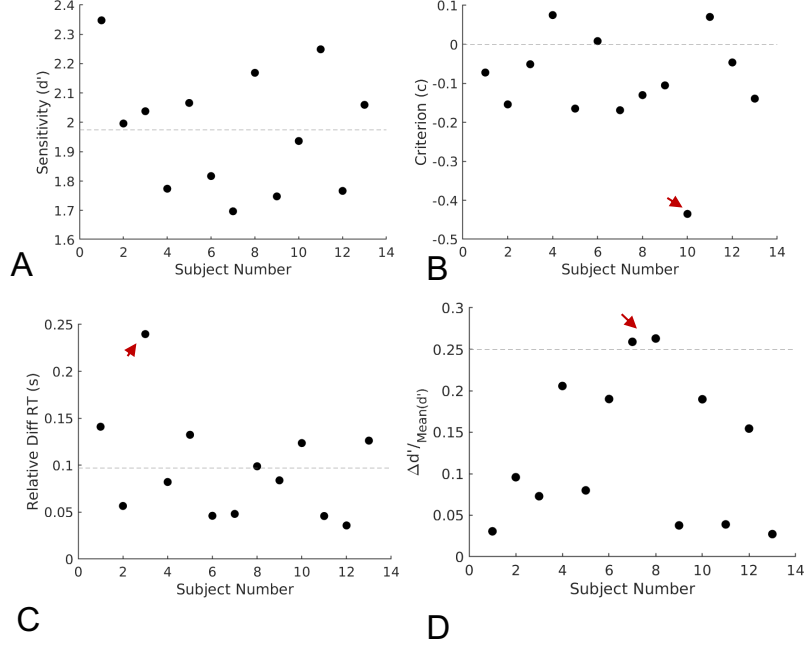 2.4
2.3
2.2
2.1
2
1.9
1.8
1.7
1.6
Sensitivity (d')
0 2 4 6 8 10 12 14
Subject Number
A
0.1
0
-0.1
-0.2
-0.3
-0.4
-0.5
Criterion (c)
0 2 4 6 8 10 12 14
Subject Number
B
0.25
0.2
0.15
0.1
0.05
0
Relative Diff RT (s)
0 2 4 6 8 10 12 14
Subject Number
C
0.3
0.25
0.2
0.15
0.1
0.05
0
Δd'/Mean(d')
0 2 4 6 8 10 12 14
Subject Number
D